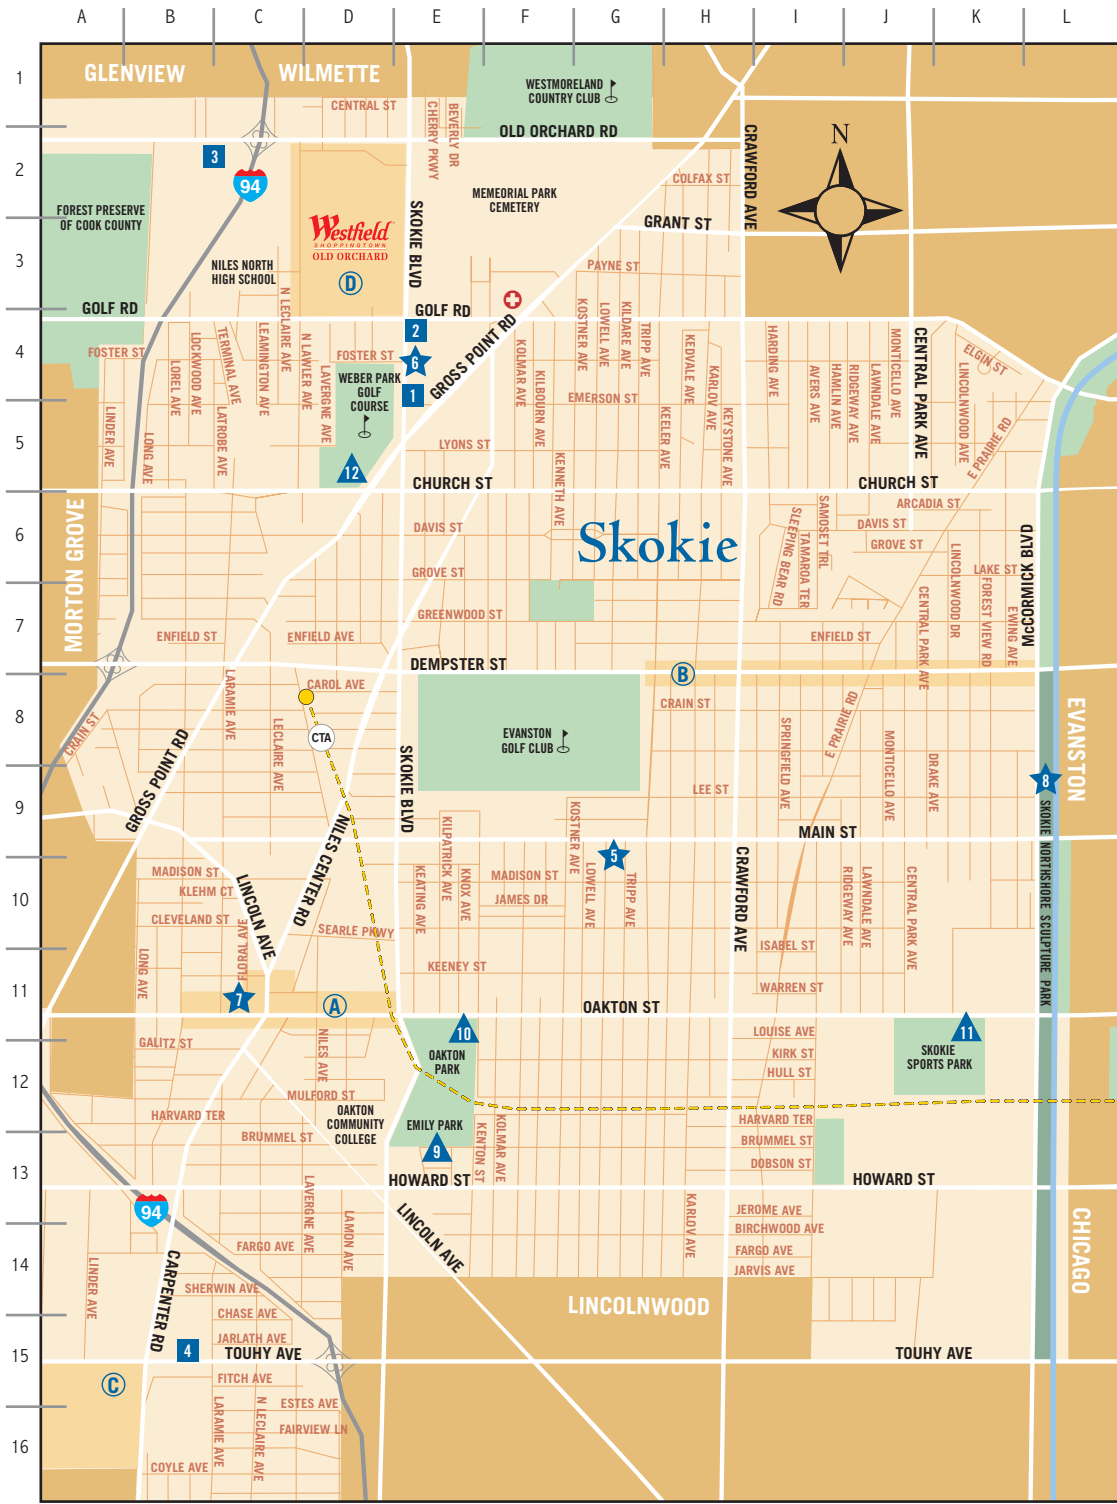 A B C D E F G H I J K L
1
2
3
4
5
6
7
8
9
10
11
12
13
14
15
16
GLENVIEW
WILMETTE
CENTRAL ST
CHERRY PKWY
BEVERLY DR
WESTMORELAND
COUNTRY CLUB
OLD ORCHARD RD
CRAWFORD AVE
N
3
94
COLFAX ST
MEMEORIAL PARK
CEMETERY
FOREST PRESERVE
OF COOK COUNTY
SKOKIE BLVD
GRANT ST
Westfield
SHOPPINGTOWN
OLD ORCHARD
D
NILES NORTH
HIGH SCHOOL
PAYNE ST
GOLF RD
GOLF RD
N LECLAIRE AVE
GROSS POINT RD
KOSTNER AVE
LOWELL AVE
KILDARE AVE
TRIPP AVE
2
6
1
FOSTER ST
LOREL AVE
LOCKWOOD AVE
TERMINAL AVE
LEAMINGTON AVE
N LAWLER AVE
LAVERGNE AVE
FOSTER ST
WEBER PARK
GOLF
COURSE
KOLMAR AVE
KILBOURN AVE
KEDVALE AVE
KARLOV AVE
HARDING AVE
AVERS AVE
HAMLIN AVE
RIDGEWAY AVE
LAWNDALE AVE
MONTICELLO AVE
CENTRAL PARK AVE
ELGIN ST
LINCOLNWOOD AVE
EMERSON ST
LINDER AVE
LONG AVE
LATROBE AVE
KEELER AVE
KEYSTONE AVE
E PRAIRIE RD
LYONS ST
KENNETH AVE
12
CHURCH ST
CHURCH ST
MORTON GROVE
ARCADIA ST
SLEEPING BEAR RD
TAMAROA TER
SAMOSET TRL
DAVIS ST
DAVIS ST
Skokie
GROVE ST
GROVE ST
LINCOLNWOOD DR
LAKE ST
FOREST VIEW RD
MCCORMICK BLVD
EWING AVE
CENTRAL PARK AVE
GREENWOOD ST
ENFIELD ST
ENFIELD AVE
ENFIELD ST
DEMPSTER ST
B
LARAMIE AVE
CAROL AVE
CRAIN ST
CRAIN ST
EVANSTON
LECLAIRE AVE
CTA
EVANSTON
GOLF CLUB
E PRAIRIE RD
SPRINGFIELD AVE
MONTICELLO AVE
DRAKE AVE
GROSS POINT RD
SKOKIE BLVD
8
LEE ST
NILES CENTER RD
KILPATRICK AVE
KOSTNER AVE
MAIN ST
SKOKIE NORTHSHORE SCULPTURE PARK
5
MADISON ST
KLEHM CT
LINCOLN AVE
KEATING AVE
KNOX AVE
MADISON ST
JAMES DR
LOWELL AVE
TRIPP AVE
CRAWFORD AVE
RIDGEWAY AVE
LAWNDALE AVE
CENTRAL PARK AVE
CLEVELAND ST
FLORAL AVE
SEARLE PKWY
ISABEL ST
LONG AVE
KEENEY ST
WARREN ST
7
A
OAKTON ST
10
11
GALITZ ST
NILES AVE
OAKTON
PARK
LOUISE AVE
KIRK ST
HULL ST
SKOKIE
SPORTS PARK
MULFORD ST
HARVARD TER
OAKTON
COMMUNITY
COLLEGE
EMILY PARK
KENTON ST
KOLMAR AVE
HARVARD TER
BRUMMEL ST
BRUMMEL ST
9
DOBSON ST
HOWARD ST
HOWARD ST
94
LAVERGNE AVE
LAMON AVE
LINCOLN AVE
KARLOV AVE
JEROME AVE
BIRCHWOOD AVE
FARGO AVE
JARVIS AVE
CHICAGO
LINDER AVE
CARPENTER RD
FARGO AVE
SHERWIN AVE
CHASE AVE
LINCOLNWOOD
JARLATH AVE
4
TOUHY AVE
TOUHY AVE
C
FITCH AVE
LARAMIE AVE
N LECLAIRE AVE
ESTES AVE
FAIRVIEW LN
COYLE AVE